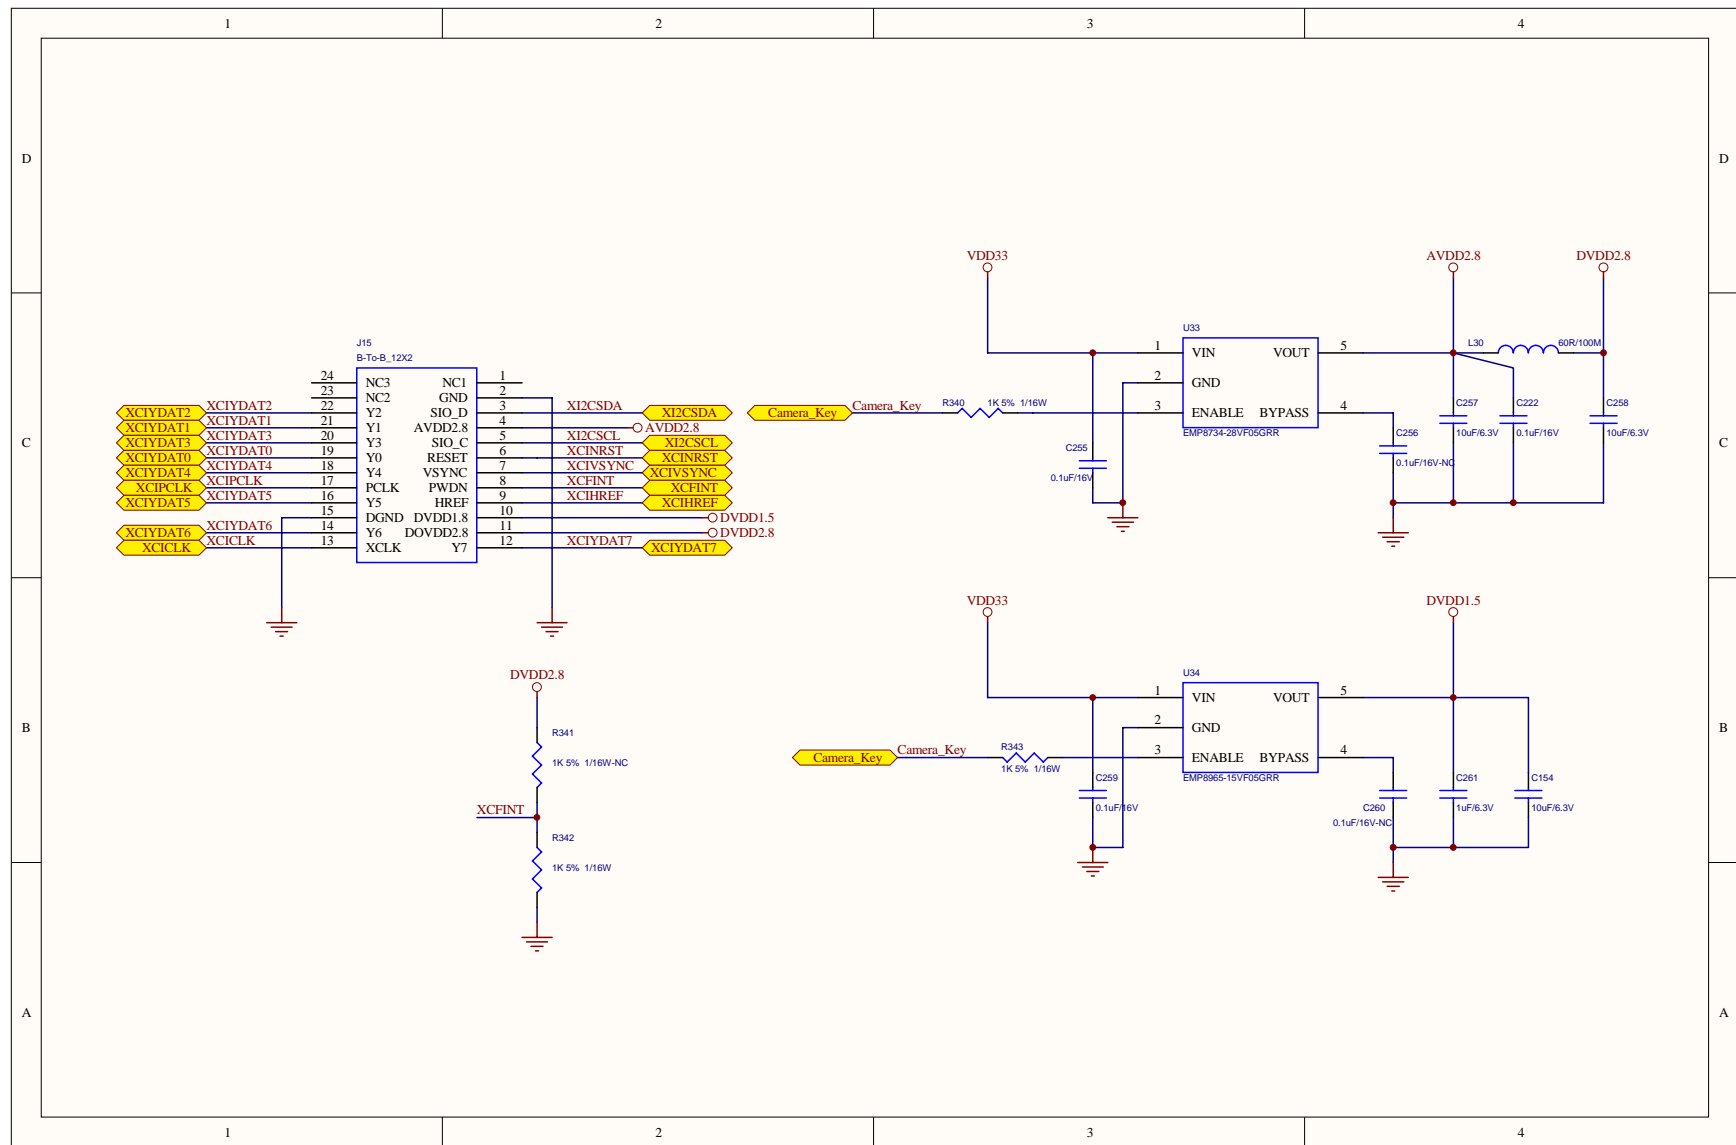 1 2 3 4
D D
VDD33 AVDD2.8 DVDD2.8
U33
J15 L30 60R/100M
B-To-B_12X2 1 VIN VOUT 5
24 NC3 NC1 1 2 GND
23 NC2 GND 2
XCIYDAT2 XCIYDAT2 22 Y2 SIO_D 3 XI2CSDA XI2CSDA
Camera_Key Camera_Key R340 1K 5% 1/16W 3 ENABLE BYPASS 4
C257 C222 C258
XCIYDAT1 XCIYDAT1 21 Y1 AVDD2.8 4 AVDD2.8
EMP8734-28VF05GRR
10uF/6.3V 0.1uF/16V 10uF/6.3V
C C
XCIYDAT3 XCIYDAT3 20 Y3 SIO_C 5 XI2CSCL XI2CSCL
C255 C256
XCIYDAT0 XCIYDAT0 19 Y0 RESET 6 XCINRST XCINRST
0.1uF/16V-NC
XCIYDAT4 XCIYDAT4 18 Y4 VSYNC 7 XCIVSYNC XCIVSYNC
0.1uF/16V
XCIPCLK XCIPCLK 17 PCLK PWDN 8 XCFINT XCFINT
XCIYDAT5 XCIYDAT5 16 Y5 HREF 9 XCIHREF XCIHREF
15 DGND DVDD1.8 10 DVDD1.5
XCIYDAT6 XCIYDAT6 14 Y6 DOVDD2.8 11 DVDD2.8
XCICLK XCICLK 13 XCLK Y7 12 XCIYDAT7 XCIYDAT7
VDD33 DVDD1.5
DVDD2.8 U34
1 VIN VOUT 5
B B
R341 2 GND
Camera_Key Camera_Key R343 3 ENABLE BYPASS 4
1K 5% 1/16W-NC 1K 5% 1/16W
EMP8965-15VF05GRR
C259 C261 C154
XCFINT 0.1uF/16V C260 1uF/6.3V 10uF/6.3V
0.1uF/16V-NC
R342
1K 5% 1/16W
A A
1 2 3 4